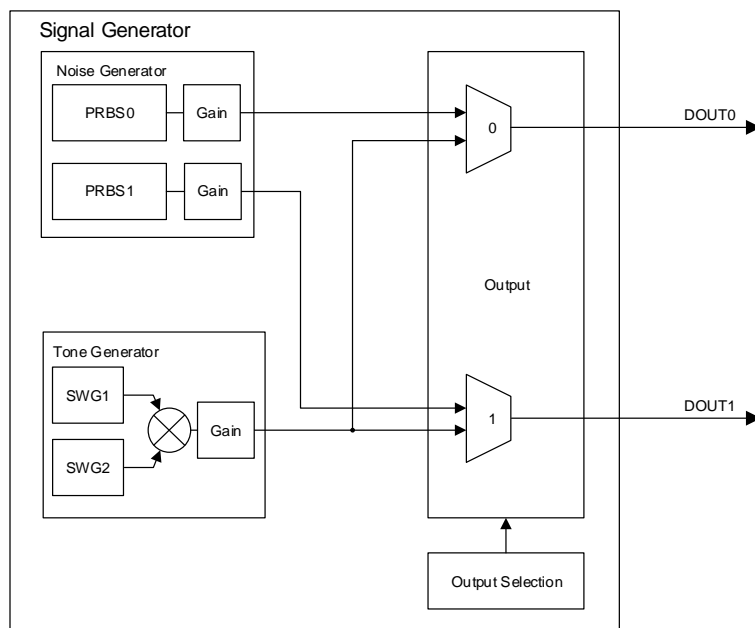 Signal Generator
Noise Generator
PRBS0
Gain
0
DOUT0
PRBS1
Gain
Output
Tone Generator
SWG1
Gain
SWG2
1
DOUT1
Output Selection